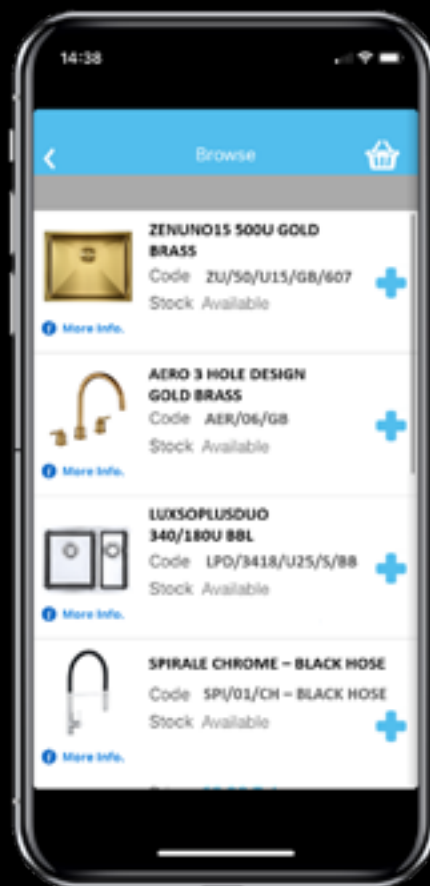 14:38
Browse
ZENUNO15 500U GOLD
BRASS
Code ZU/50/U15/GB/607
Stock Available
More Info.
AERO 3 HOLE DESIGN
GOLD BRASS
Code AER/06/GB
Stock Available
More Info.
LUXSOPLUSDUO
340/180U BBL
Code LPD/3418/U25/S/BB
Stock Available
More Info.
SPIRALE CHROME – BLACK HOSE
Code SPI/01/CH – BLACK HOSE
Stock Available
More Info.